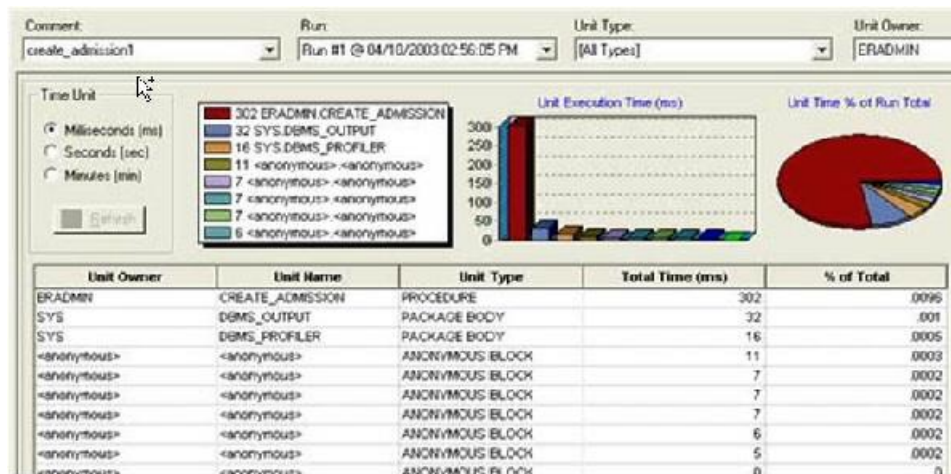 Comment: Run: Unit Type: Unit Owner:
create_admission1 Run #1 @ 04/10/2003 02:56:05 PM [All Types] ERADMIN
Time Unit
Milliseconds (ms)
Seconds (sec)
Minutes (min)
Refresh
302 ERADMIN.CREATE_ADMISSION
32 SYS.DBMS_OUTPUT
16 SYS.DBMS_PROFILER
11 <anonymous>.<anonymous>
7 <anonymous>.<anonymous>
7 <anonymous>.<anonymous>
7 <anonymous>.<anonymous>
6 <anonymous>.<anonymous>
Unit Execution Time (ms)
300
250
200
150
100
50
0
Unit Time % of Run Total
Unit Owner Unit Name Unit Type Total Time (ms) % of Total
ERADMIN CREATE_ADMISSION PROCEDURE 302 .0096
SYS DBMS_OUTPUT PACKAGE BODY 32 .001
SYS DBMS_PROFILER PACKAGE BODY 16 .0005
<anonymous> <anonymous> ANONYMOUS BLOCK 11 .0003
<anonymous> <anonymous> ANONYMOUS BLOCK 7 .0002
<anonymous> <anonymous> ANONYMOUS BLOCK 7 .0002
<anonymous> <anonymous> ANONYMOUS BLOCK 7 .0002
<anonymous> <anonymous> ANONYMOUS BLOCK 6 .0002
<anonymous> <anonymous> ANONYMOUS BLOCK 5 .0002
<anonymous> <anonymous> ANONYMOUS BLOCK 0 0